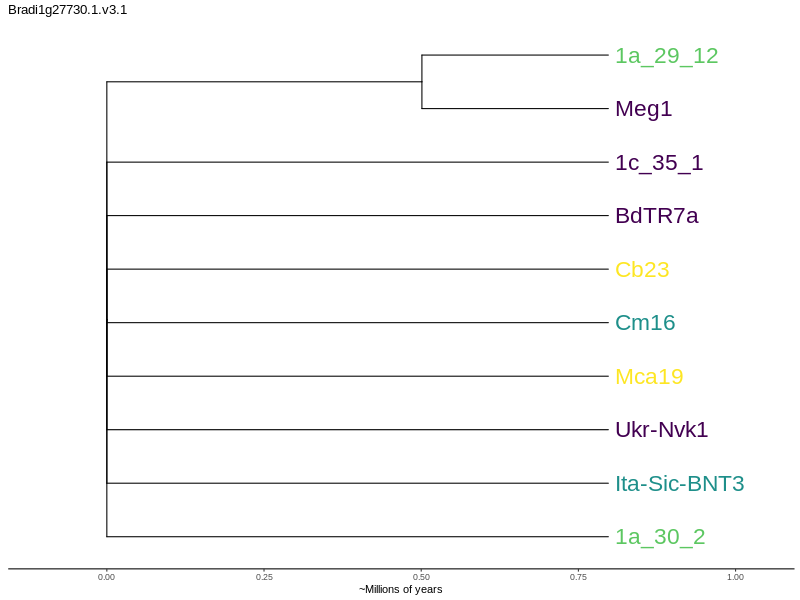 Bradi1g27730.1.v3.1
1a_29_12
Meg1
1c_35_1
BdTR7a
Cb23
Cm16
Mca19
Ukr-Nvk1
Ita-Sic-BNT3
1a_30_2
0.00 0.25 0.50 0.75 1.00
~Millions of years